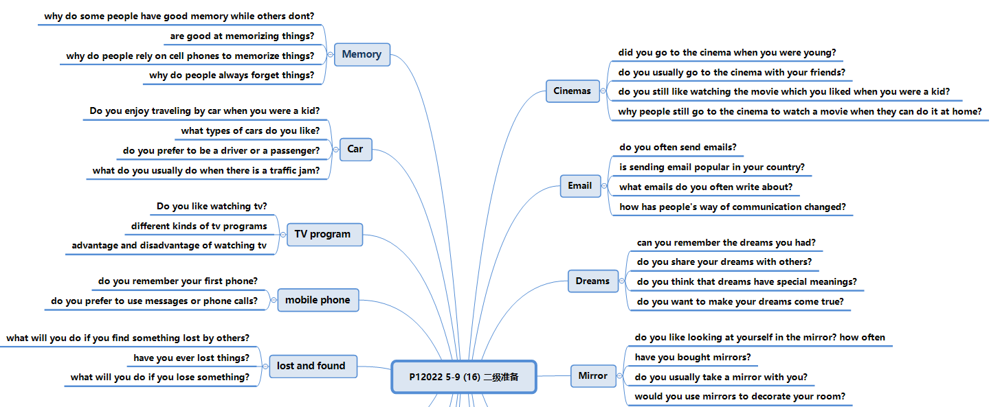 why do some people have good memory while others dont?
are good at memorizing things?
why do people rely on cell phones to memorize things?
why do people always forget things?
Memory
Do you enjoy traveling by car when you were a kid?
what types of cars do you like?
do you prefer to be a driver or a passenger?
what do you usually do when there is a traffic jam?
Car
Do you like watching tv?
different kinds of tv programs
advantage and disadvantage of watching tv
TV program
do you remember your first phone?
do you prefer to use messages or phone calls?
mobile phone
what will you do if you find something lost by others?
have you ever lost things?
what will you do if you lose something?
lost and found
P12022 5-9 (16) 二级准备
Cinemas
did you go to the cinema when you were young?
do you usually go to the cinema with your friends?
do you still like watching the movie which you liked when you were a kid?
why people still go to the cinema to watch a movie when they can do it at home?
Email
do you often send emails?
is sending email popular in your country?
what emails do you often write about?
how has people's way of communication changed?
Dreams
can you remember the dreams you had?
do you share your dreams with others?
do you think that dreams have special meanings?
do you want to make your dreams come true?
Mirror
do you like looking at yourself in the mirror? how often
have you bought mirrors?
do you usually take a mirror with you?
would you use mirrors to decorate your room?